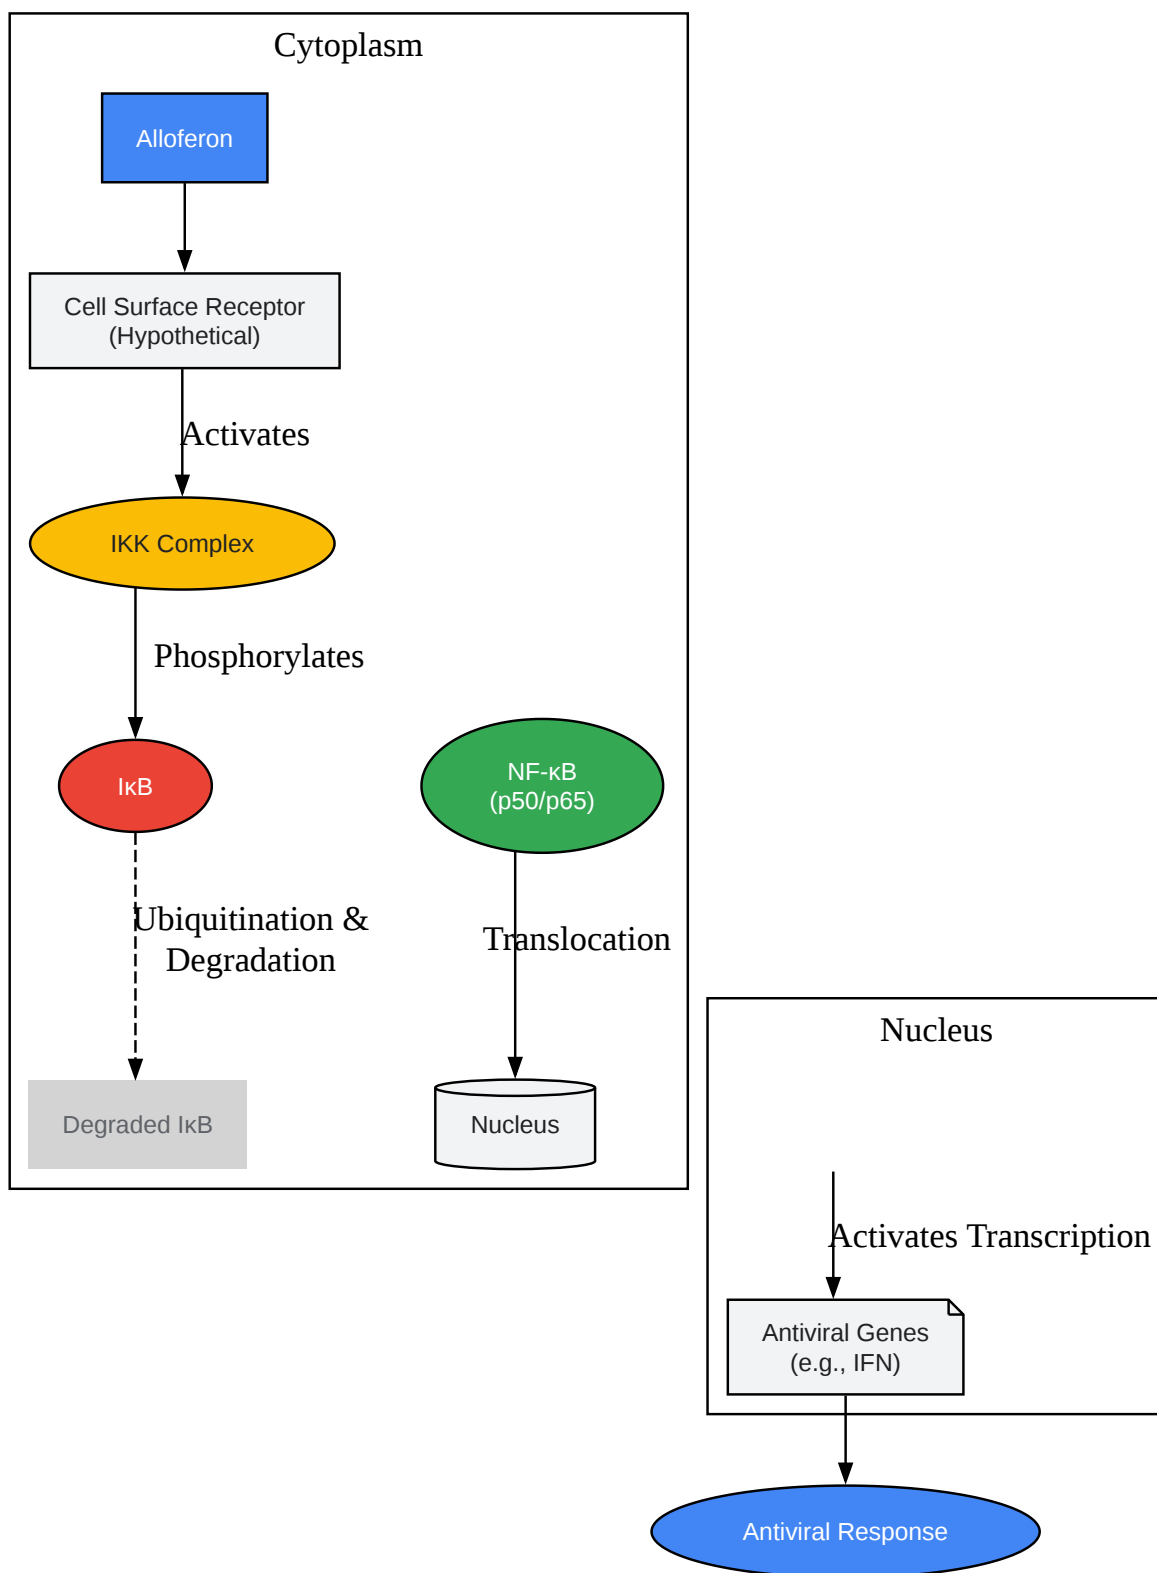 Cytoplasm
Alloferon
Cell Surface Receptor
(Hypothetical)
Activates
IKK Complex
Phosphorylates
IκB
NF-κB
(p50/p65)
Ubiquitination &
Degradation
Translocation
Degraded IκB
Nucleus
Nucleus
Activates Transcription
Antiviral Genes
(e.g., IFN)
Antiviral Response